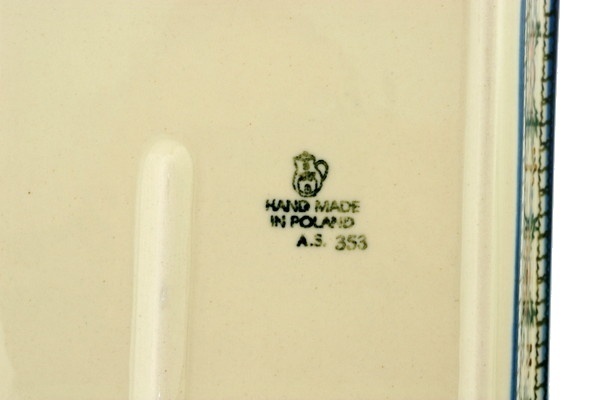 HAND MADE
IN POLAND
A.S. 353